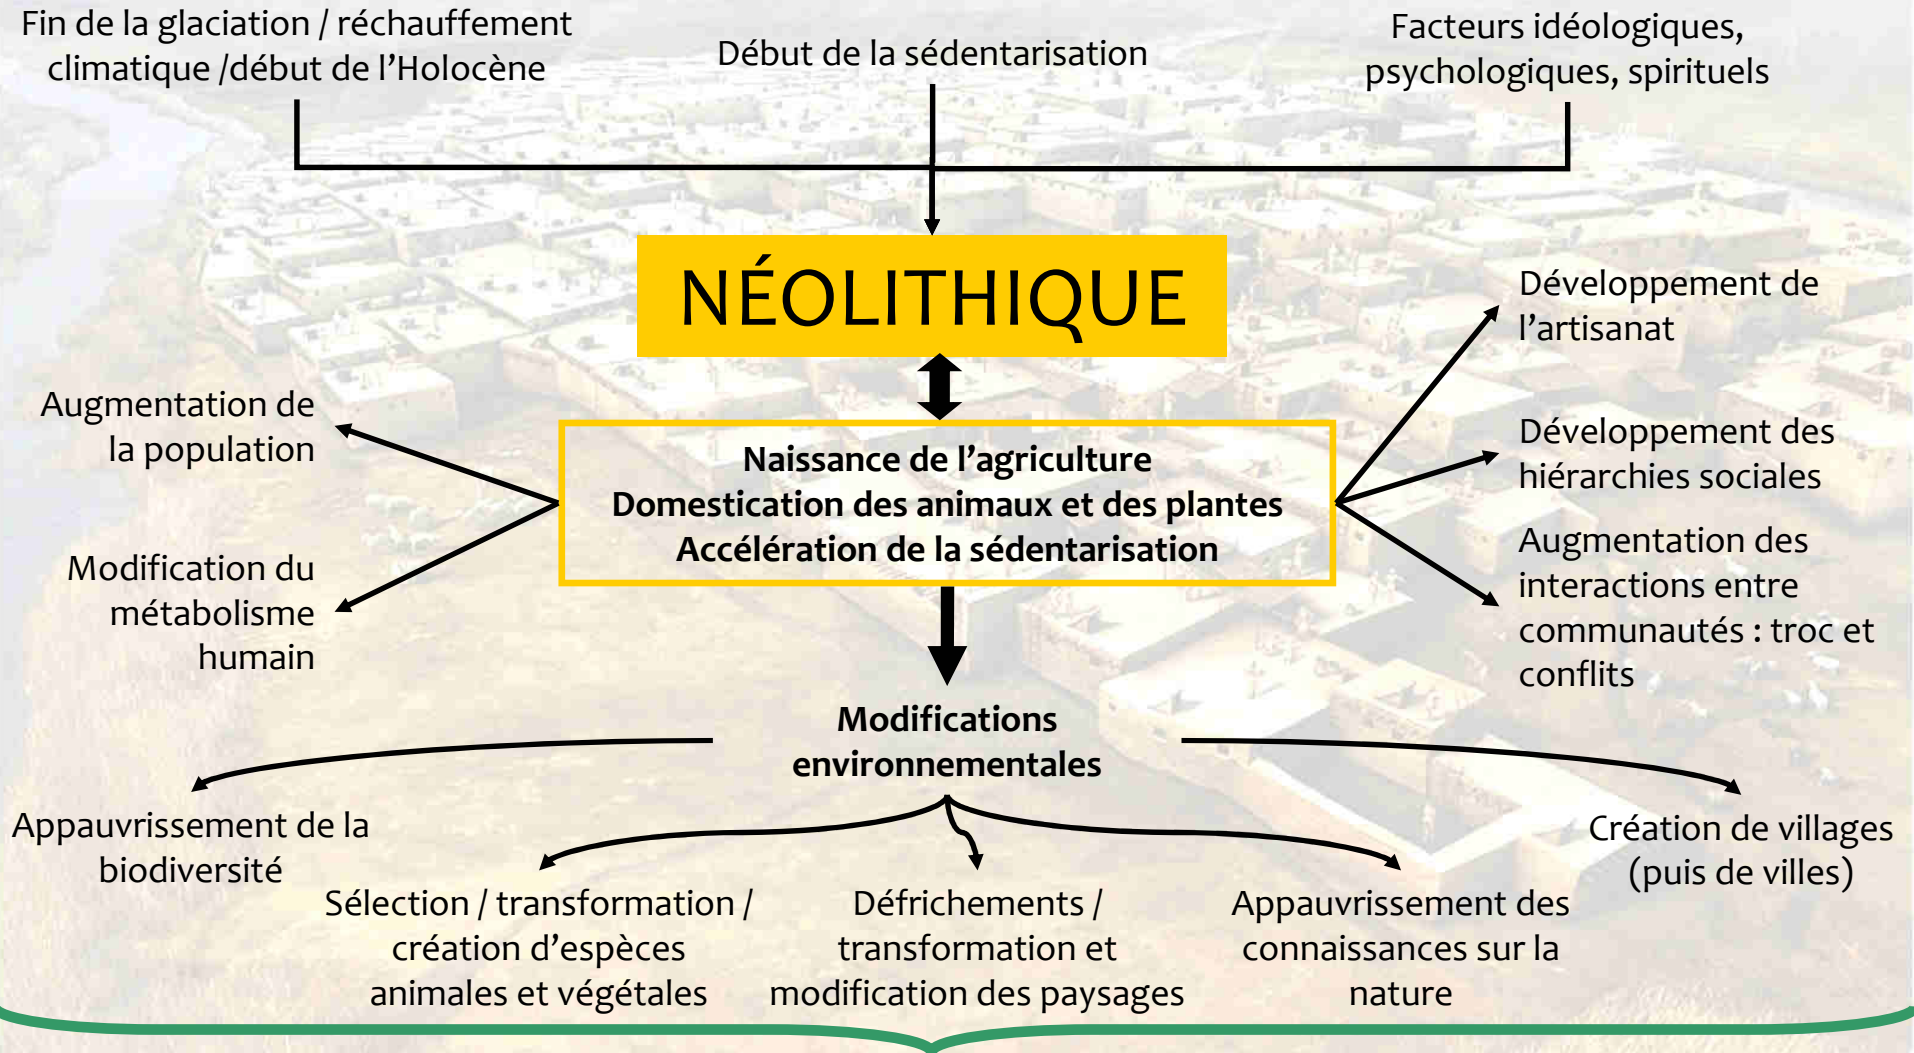 Fin de la glaciation / réchauffement
climatique /début de l’Holocène
Début de la sédentarisation
Facteurs idéologiques,
psychologiques, spirituels
NÉOLITHIQUE
Augmentation de
la population
Modification du
métabolisme
humain
Naissance de l’agriculture
Domestication des animaux et des plantes
Accélération de la sédentarisation
Développement de
l’artisanat
Développement des
hiérarchies sociales
Augmentation des
interactions entre
communautés : troc et
conflits
Modifications
environnementales
Appauvrissement de la
biodiversité
Sélection / transformation /
création d’espèces
animales et végétales
Défrichements /
transformation et
modification des paysages
Appauvrissement des
connaissances sur la
nature
Création de villages
(puis de villes)